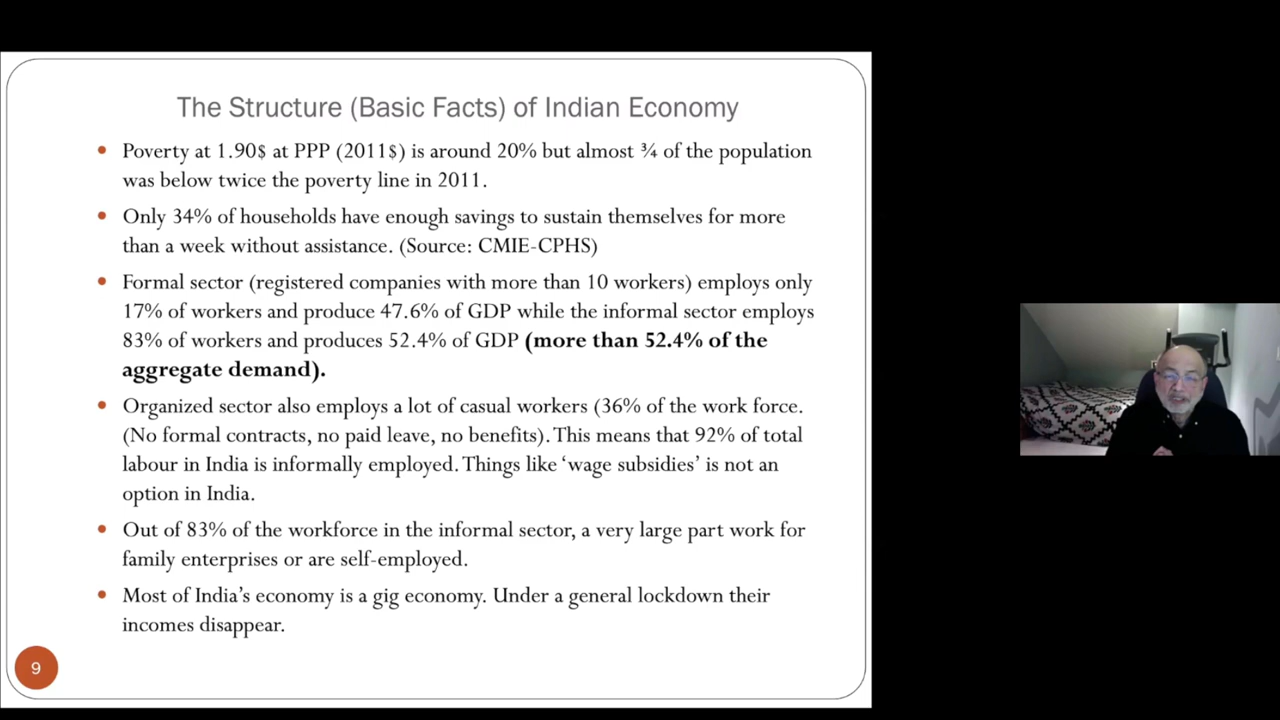 The Structure (Basic Facts) of Indian Economy
• Poverty at 1.90$ at PPP (2011$) is around 20% but almost ¾ of the population
was below twice the poverty line in 2011.
• Only 34% of households have enough savings to sustain themselves for more
than a week without assistance. (Source: CMIE-CPHS)
• Formal sector (registered companies with more than 10 workers) employs only
17% of workers and produce 47.6% of GDP while the informal sector employs
83% of workers and produces 52.4% of GDP (more than 52.4% of the
aggregate demand).
• Organized sector also employs a lot of casual workers (36% of the work force.
(No formal contracts, no paid leave, no benefits). This means that 92% of total
labour in India is informally employed. Things like ‘wage subsidies’ is not an
option in India.
• Out of 83% of the workforce in the informal sector, a very large part work for
family enterprises or are self-employed.
• Most of India’s economy is a gig economy. Under a general lockdown their
incomes disappear.
9